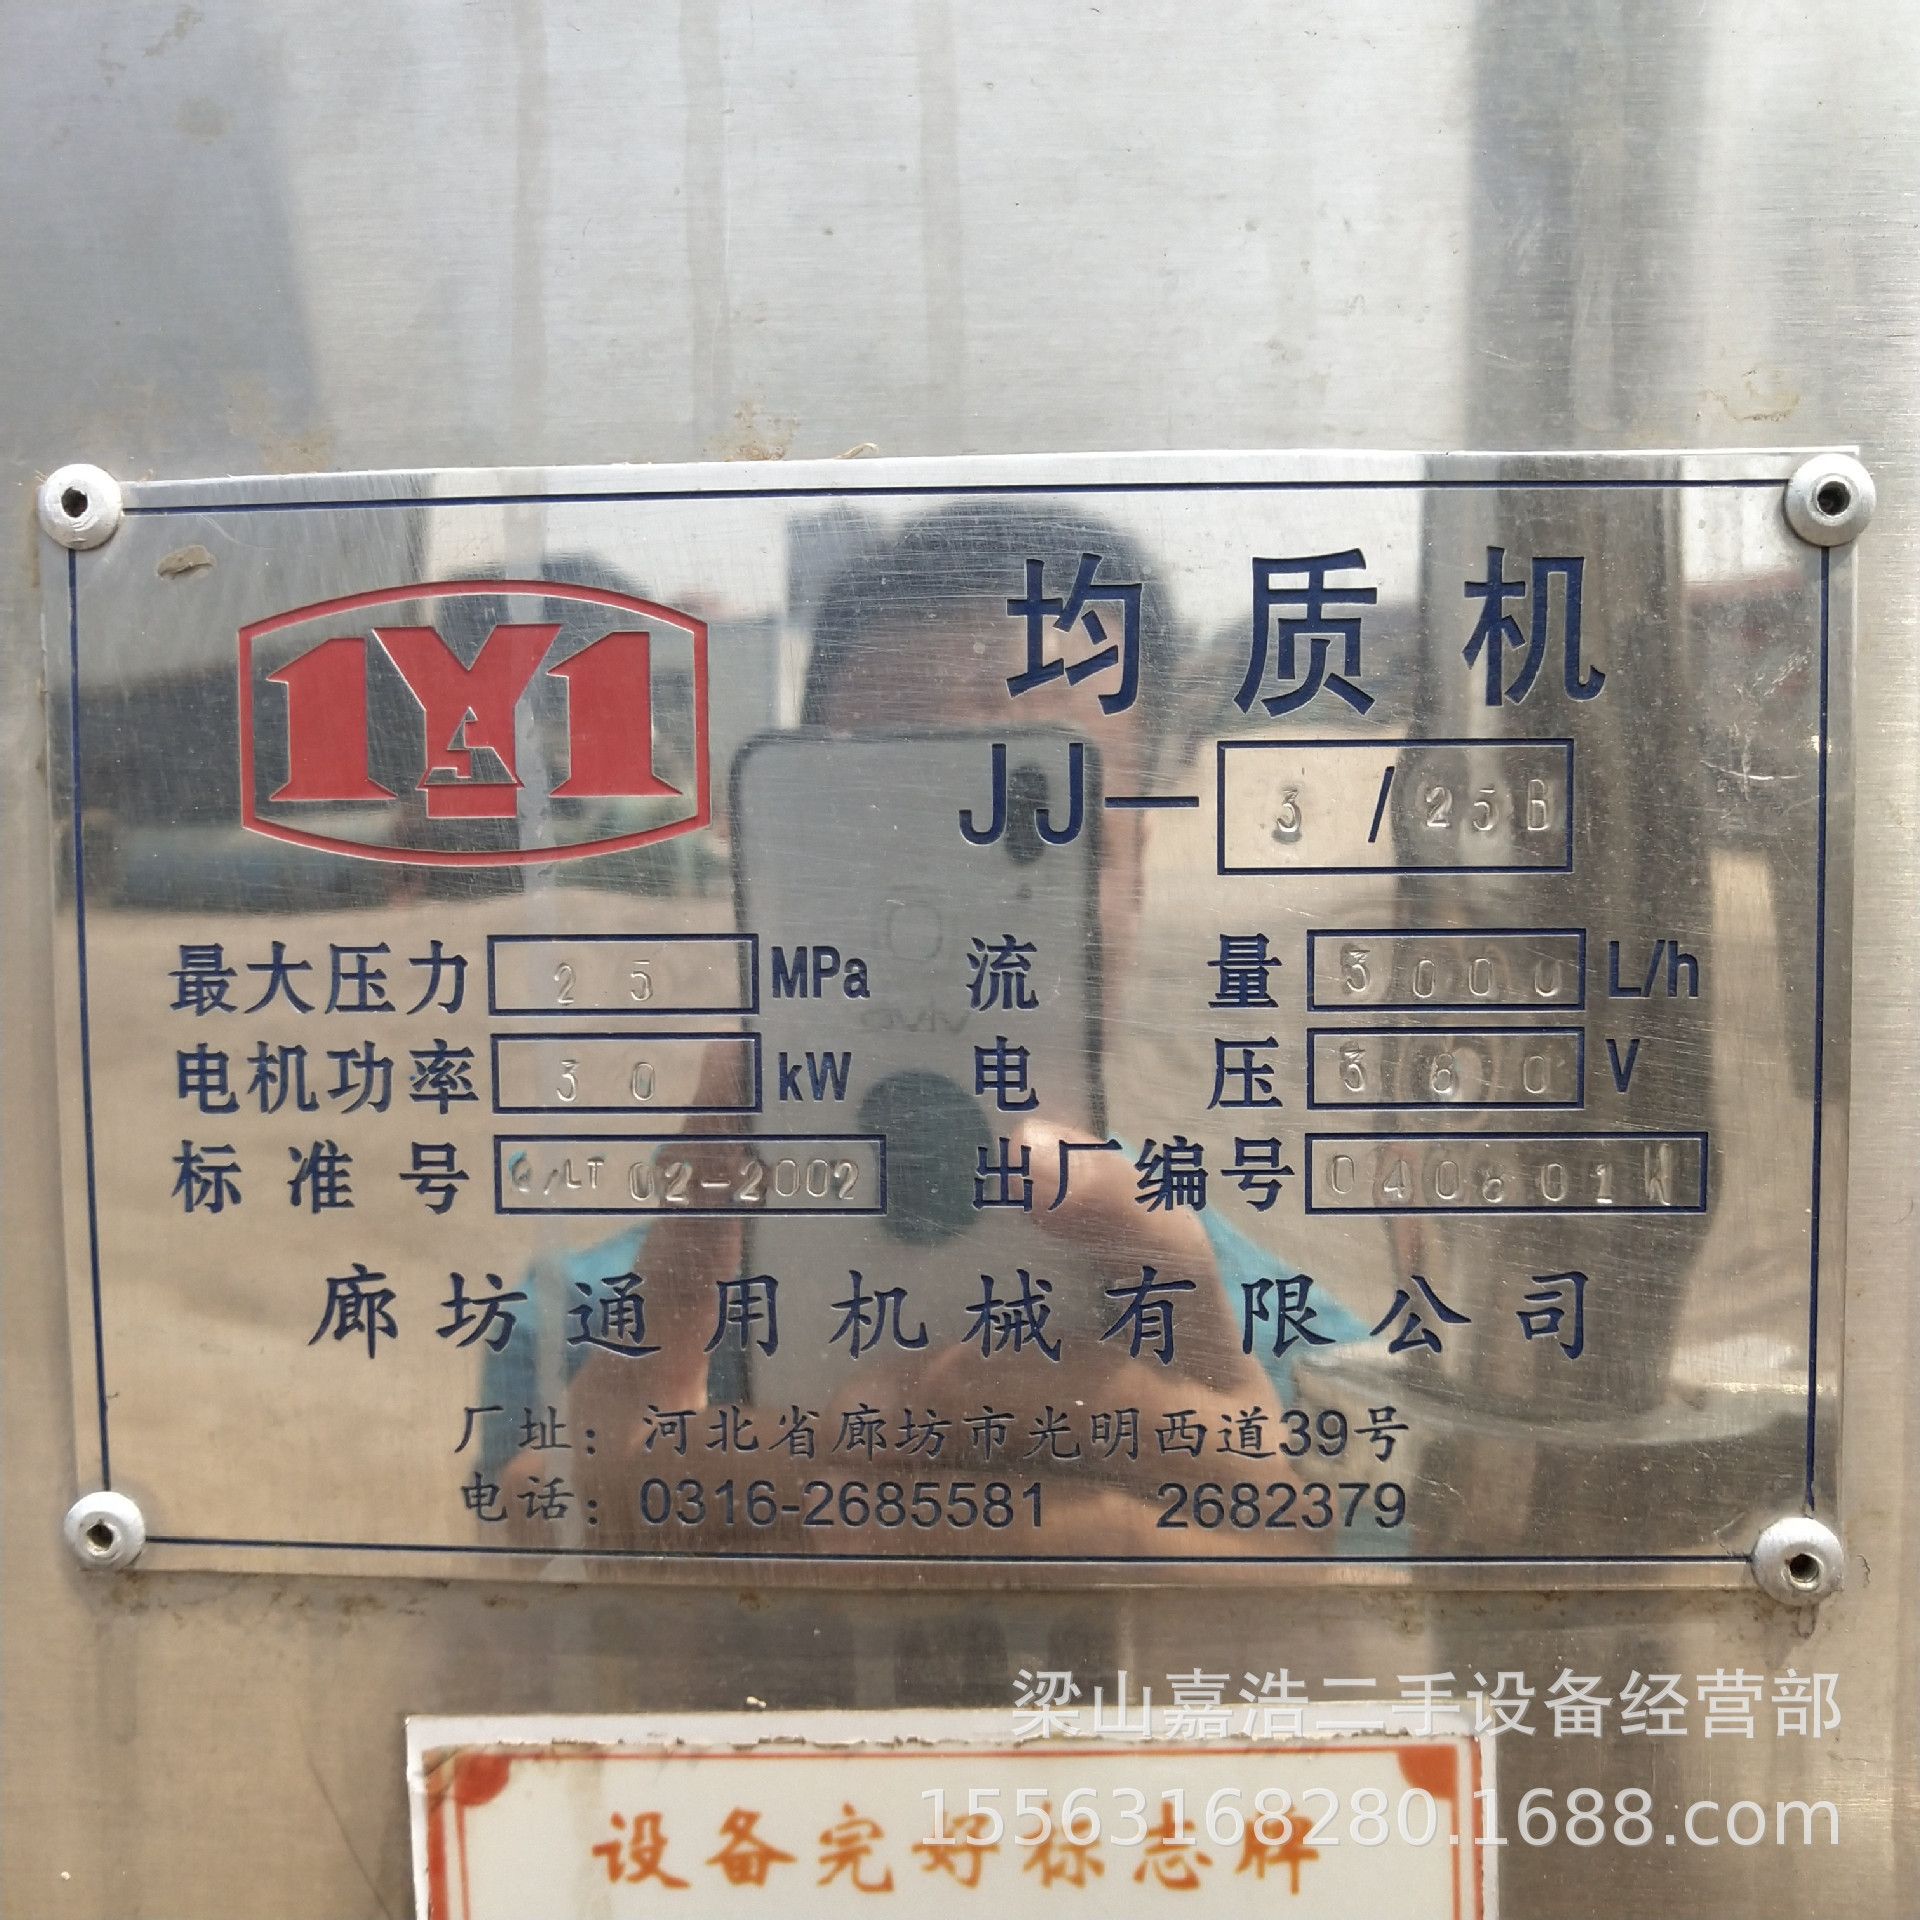 均质机
JJ-3/25B
最大压力 25 MPa 流量 3000 L/h
电机功率 30 kW 电压 380 V
标准号 Q/LT 02-2002 出厂编号 040801W
廊坊通用机械有限公司
厂址：河北省廊坊市光明西道39号
电话：0316-2685581 2682379
梁山嘉浩二手设备经营部
15563168280.1688.com
设备完好标志牌